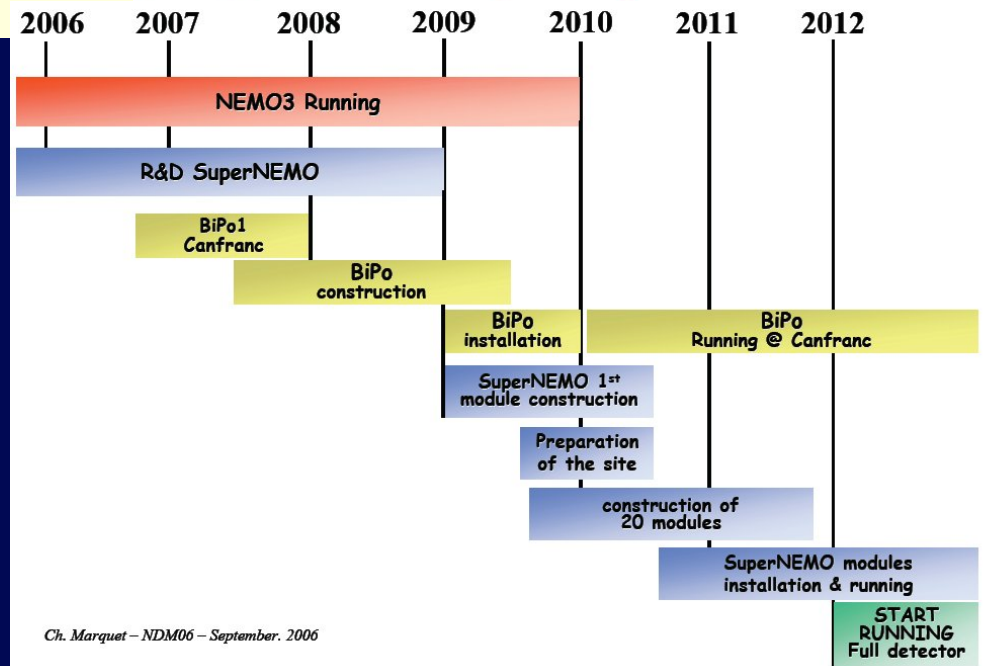 2006 2007 2008 2009 2010 2011 2012
NEMO3 Running
R&D SuperNEMO
BiPo1
Canfranc
BiPo
construction
BiPo
installation
BiPo
Running @ Canfranc
SuperNEMO 1st
module construction
Preparation
of the site
construction of
20 modules
SuperNEMO modules
installation & running
START
RUNNING
Full detector
Ch. Marquet – NDM06 – September. 2006